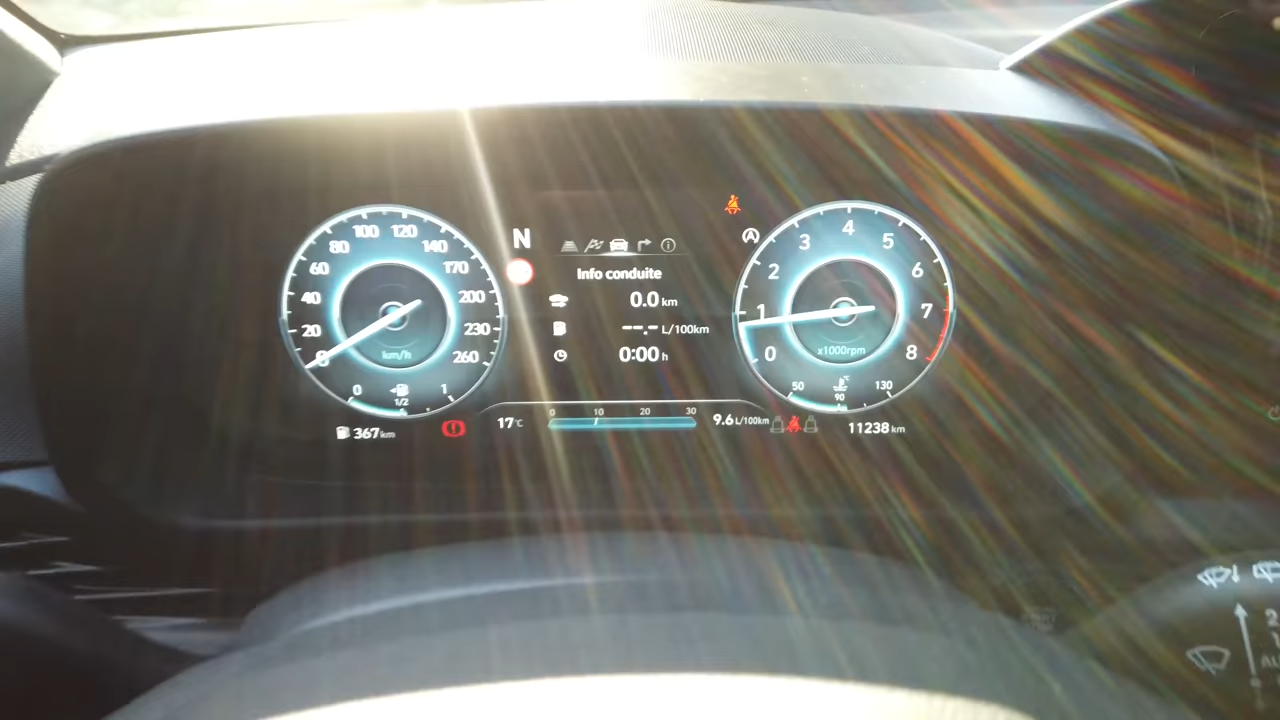 N
Info conduite
0.0 km
--.- L/100km
0:00 h
0
20
40
60
80
100
120
140
170
200
230
260
km/h
0
1/2
1
0
1
2
3
4
5
6
7
8
x1000rpm
50
°C
90
130
367 km
17°C
0 10 20 30
9.6 L/100km
11238 km